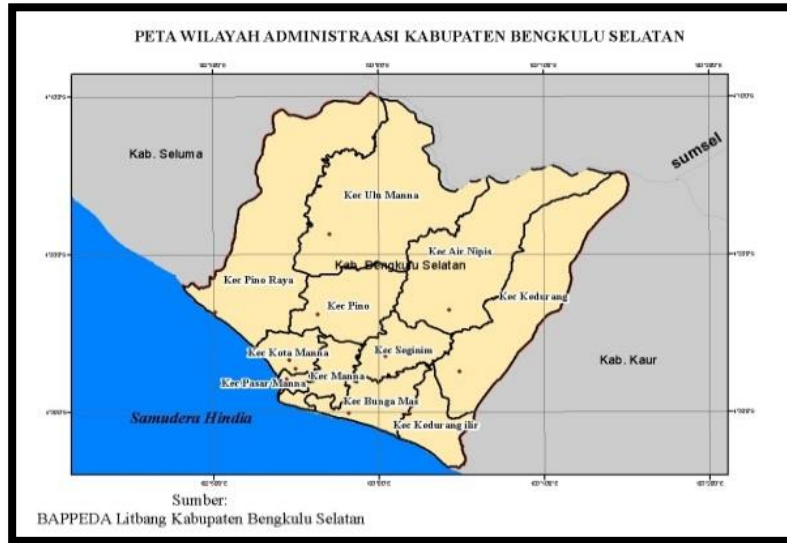 PETA WILAYAH ADMINISTRAASI KABUPATEN BENGKULU SELATAN
Kab. Seluma
sumsel
Kec Ulu Manna
Kec Air Nipis
Kab. Bengkulu Selatan
Kec Pino Raya
Kec Kedurang
Kec Pino
Kec Kota Manna
Kec Seginim
Kab. Kaur
Kec Manna
Kec Pasar Manna
Kec Bunga Mas
Samudera Hindia
Kec Kedurang ilir
Sumber:
BAPPEDA Litbang Kabupaten Bengkulu Selatan